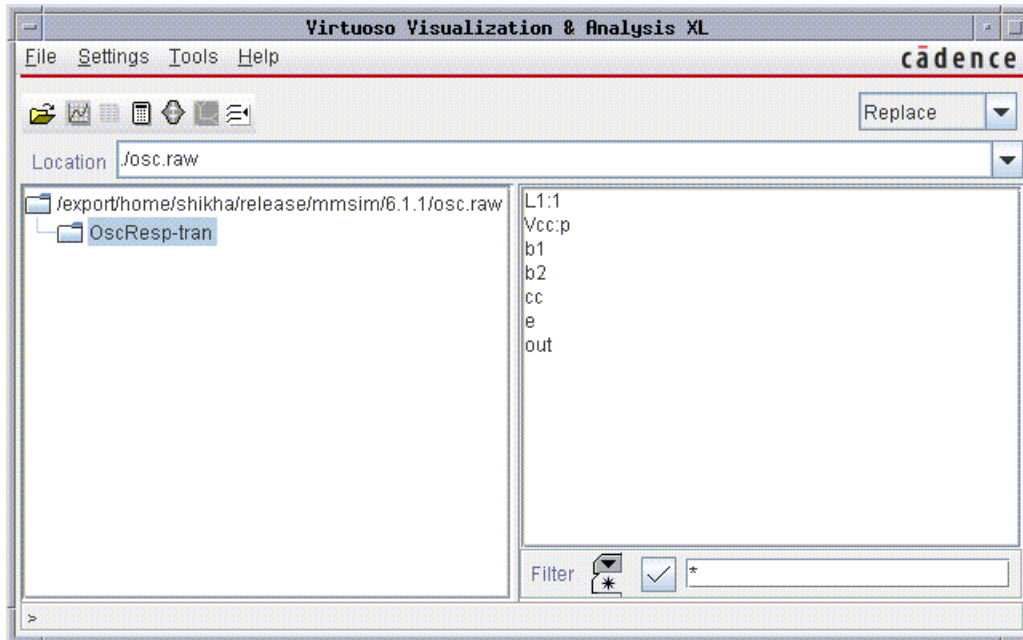 Virtuoso Visualization & Analysis XL
File Settings Tools Help
cādence
Replace
Location ./osc.raw
/export/home/shikha/release/mmsim/6.1.1/osc.raw
OscResp-tran
L1:1
Vcc:p
b1
b2
cc
e
out
Filter *
>